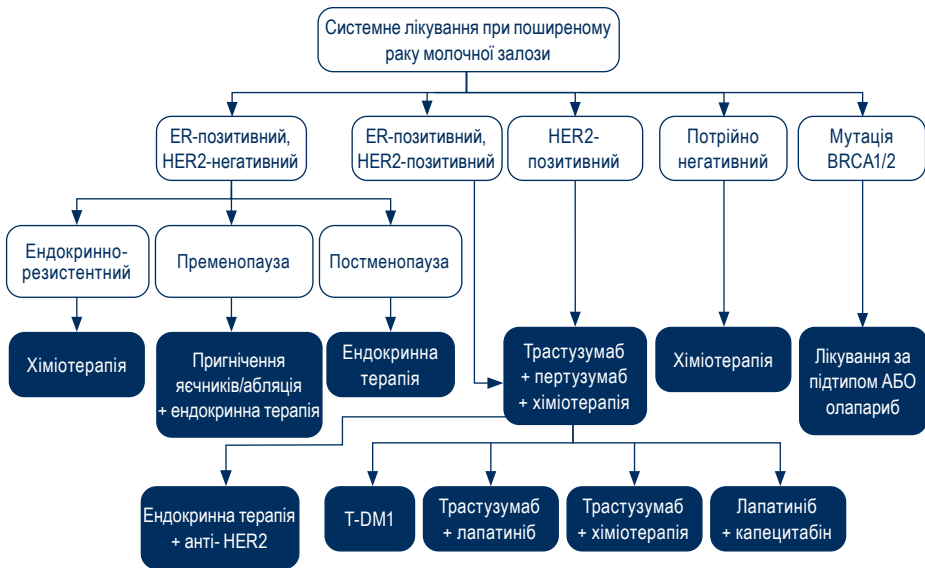 Системне лікування при поширеному
раку молочної залози
ER-позитивний,
HER2-негативний
ER-позитивний,
HER2-позитивний
HER2-
позитивний
Потрійно
негативний
Мутація
BRCA1/2
Ендокринно-
резистентний
Пременопауза
Постменопауза
Хіміотерапія
Пригнічення
яєчників/абляція
+ ендокринна терапія
Ендокринна
терапія
Трастузумаб
+ пертузумаб
+ хіміотерапія
Хіміотерапія
Лікування за
підтипом АБО
олапариб
Ендокринна терапія
+ анти- HER2
T-DM1
Трастузумаб
+ лапатиніб
Трастузумаб
+ хіміотерапія
Лапатиніб
+ капецитабін